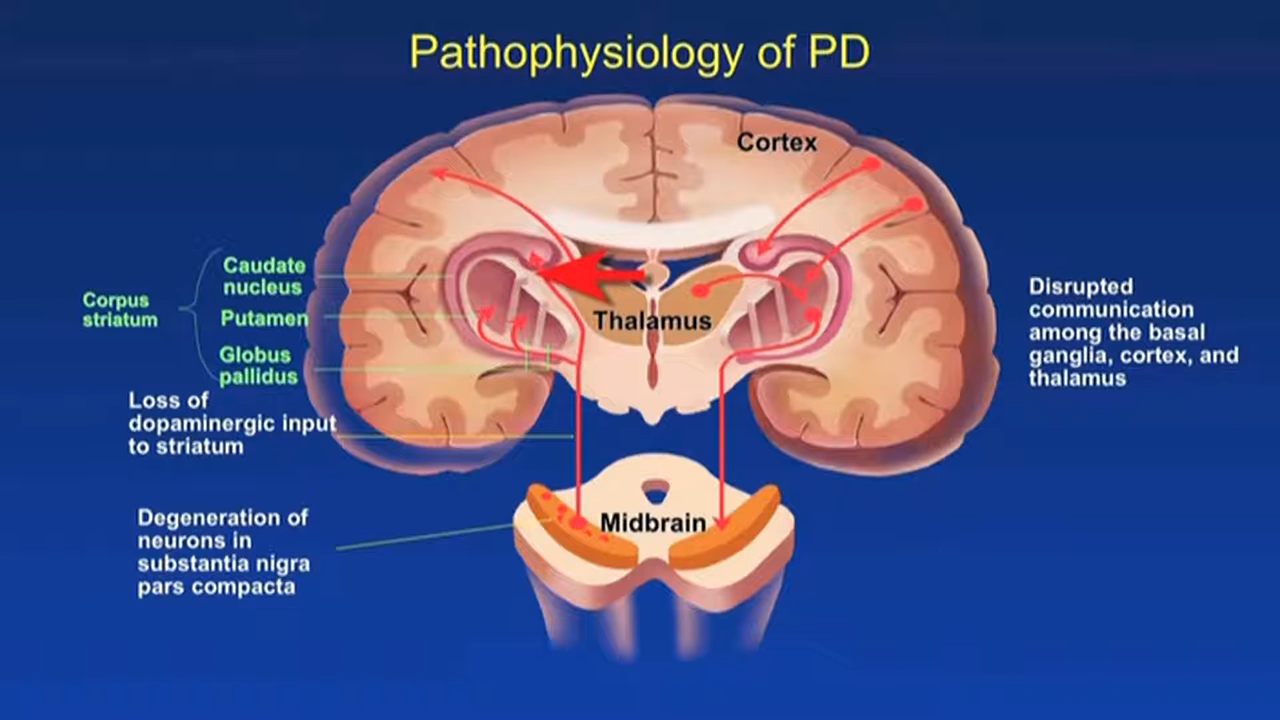 Pathophysiology of PD
Cortex
Caudate
nucleus
Corpus
striatum
Putamen
Globus
pallidus
Thalamus
Disrupted
communication
among the basal
ganglia, cortex, and
thalamus
Loss of
dopaminergic input
to striatum
Degeneration of
neurons in
substantia nigra
pars compacta
Midbrain